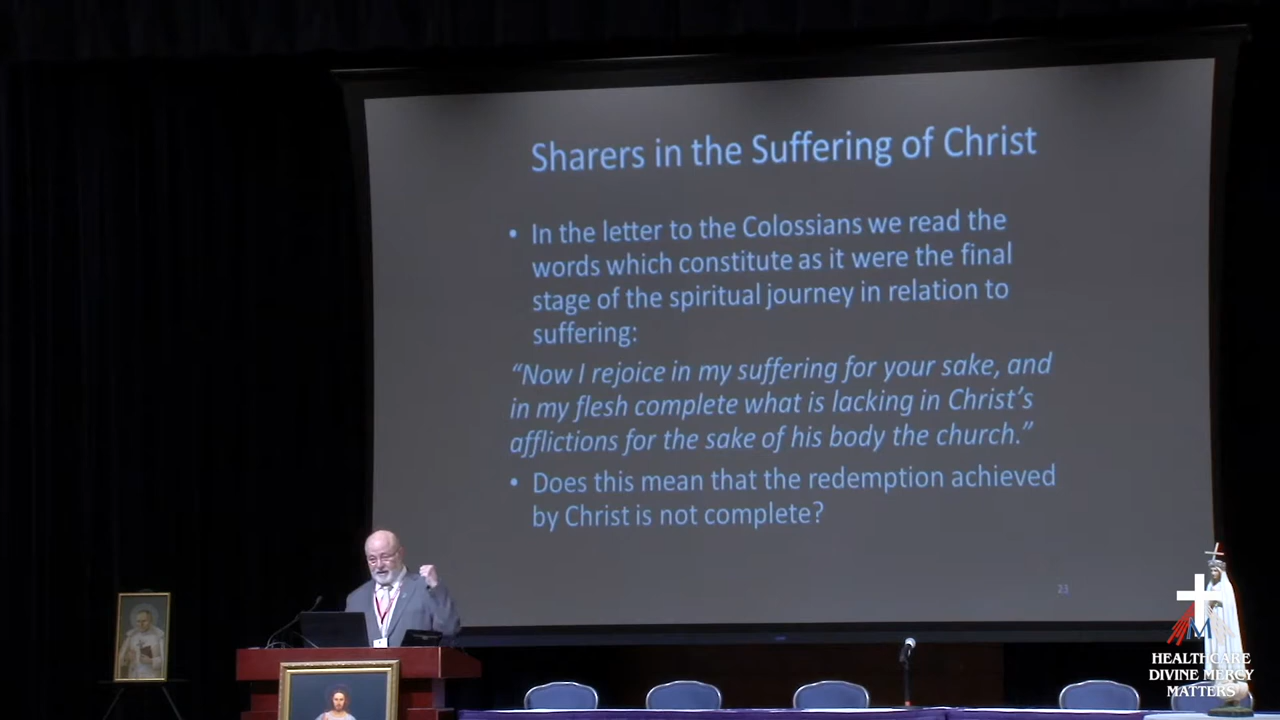 Sharers in the Suffering of Christ
• In the letter to the Colossians we read the
words which constitute as it were the final
stage of the spiritual journey in relation to
suffering:
“Now I rejoice in my suffering for your sake, and
in my flesh complete what is lacking in Christ’s
afflictions for the sake of his body the church.”
• Does this mean that the redemption achieved
by Christ is not complete?
23
M
HEALTHCARE
DIVINE MERCY
MATTERS